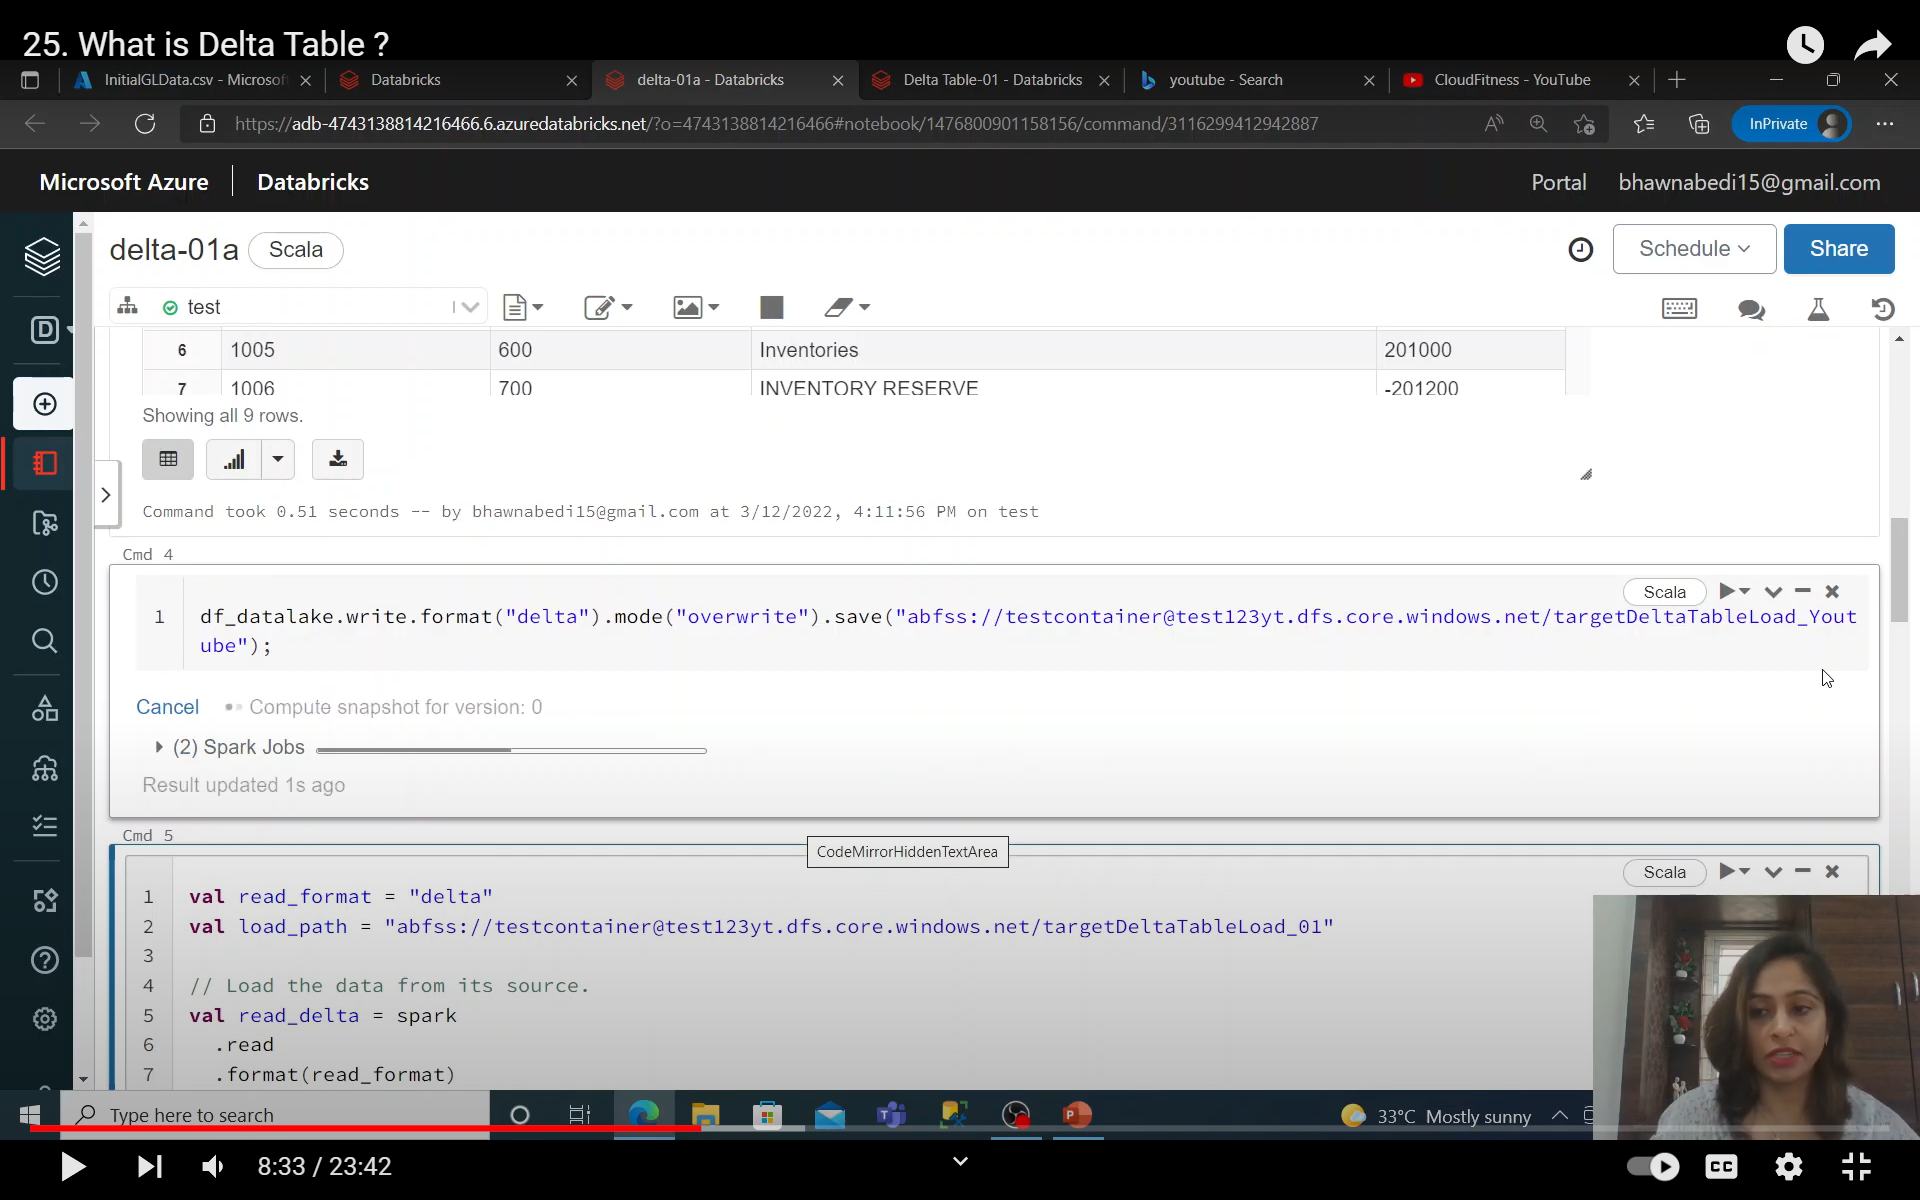 25. What is Delta Table ?
InitialGLData.csv - Microsof
Databricks
delta-01a - Databricks
Delta Table-01 - Databricks
youtube - Search
CloudFitness - YouTube
https://adb-4743138814216466.6.azuredatabricks.net/?o=4743138814216466#notebook/1476800901158156/command/3116299412942887
InPrivate
Microsoft Azure
Databricks
Portal
bhawnabedi15@gmail.com
delta-01a
Scala
Schedule
Share
test
D
6 1005 600 Inventories 201000
7 1006 700 INVENTORY RESERVE -201200
Showing all 9 rows.
Command took 0.51 seconds -- by bhawnabedi15@gmail.com at 3/12/2022, 4:11:56 PM on test
Cmd 4
Scala
1 df_datalake.write.format("delta").mode("overwrite").save("abfss://testcontainer@test123yt.dfs.core.windows.net/targetDeltaTableLoad_Yout
ube");
Cancel
Compute snapshot for version: 0
(2) Spark Jobs
Result updated 1s ago
Cmd 5
CodeMirrorHiddenTextArea
Scala
1 val read_format = "delta"
2 val load_path = "abfss://testcontainer@test123yt.dfs.core.windows.net/targetDeltaTableLoad_01"
3
4 // Load the data from its source.
5 val read_delta = spark
6 .read
7 .format(read_format)
Type here to search
33°C Mostly sunny
8:33 / 23:42
CC